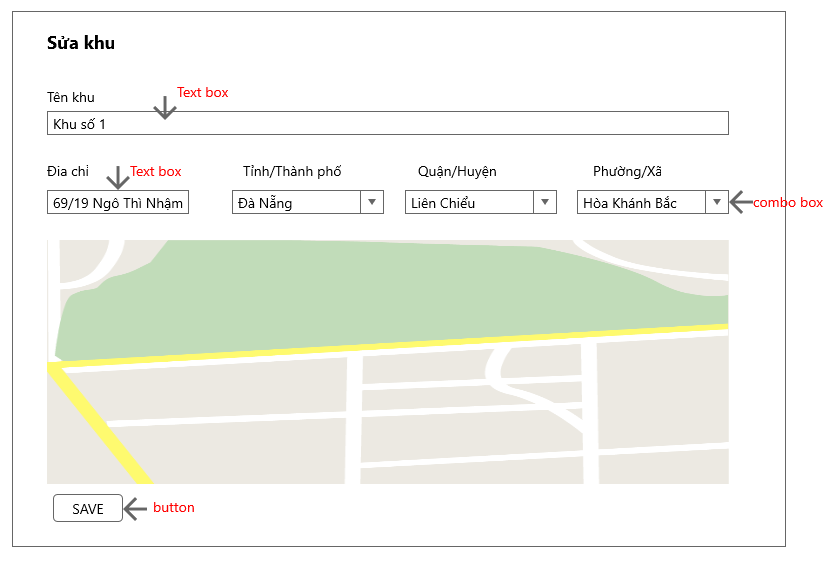 Sửa khu
Text box
Tên khu
Khu số 1
Địa chỉ
Text box
Tỉnh/Thành phố
Quận/Huyện
Phường/Xã
69/19 Ngô Thì Nhậm
Đà Nẵng
Liên Chiểu
Hòa Khánh Bắc
combo box
SAVE
button